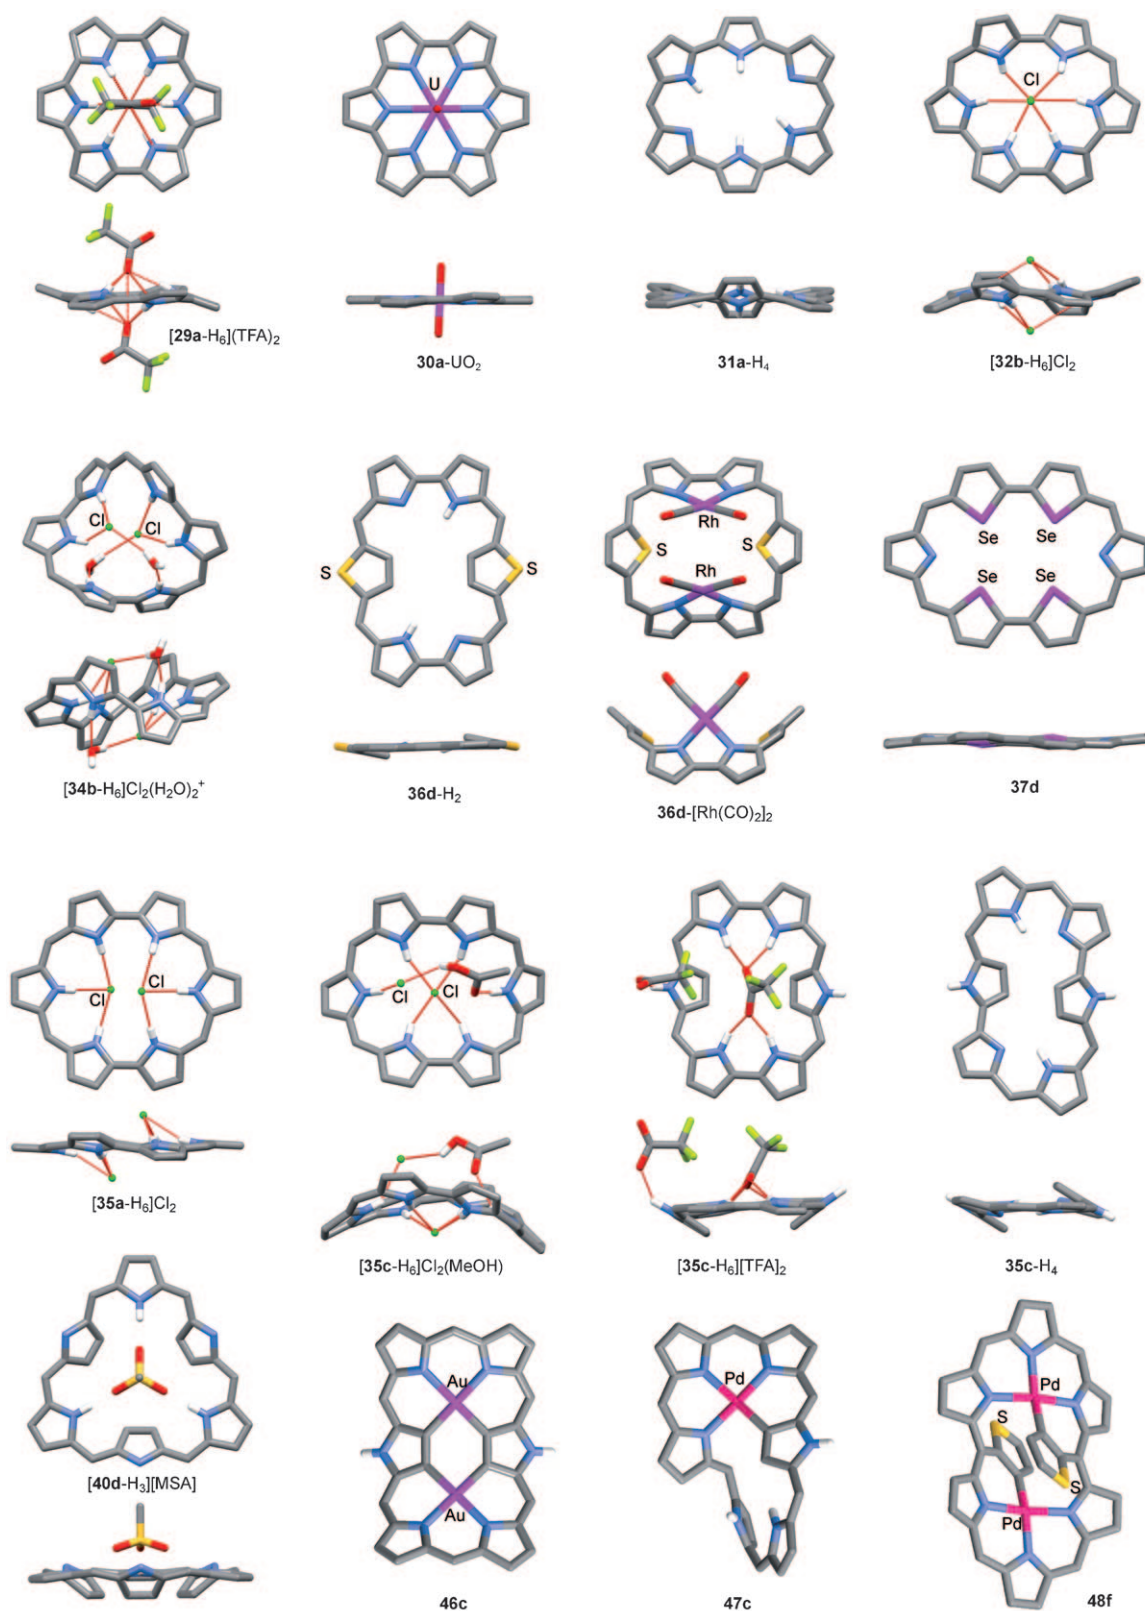 U
Cl
[29a-H₆](TFA)₂
30a-UO₂
31a-H₄
[32b-H₆]Cl₂
Cl Cl
S S
Rh
S S
Rh
Se Se
Se Se
[34b-H₆]Cl₂(H₂O)₂⁺
36d-H₂
36d-[Rh(CO)₂]₂
37d
Cl Cl
Cl Cl
[35a-H₆]Cl₂
[35c-H₆]Cl₂(MeOH)
[35c-H₆][TFA]₂
35c-H₄
Au
Au
Pd
Pd
S
S
Pd
[40d-H₃][MSA]
46c
47c
48f